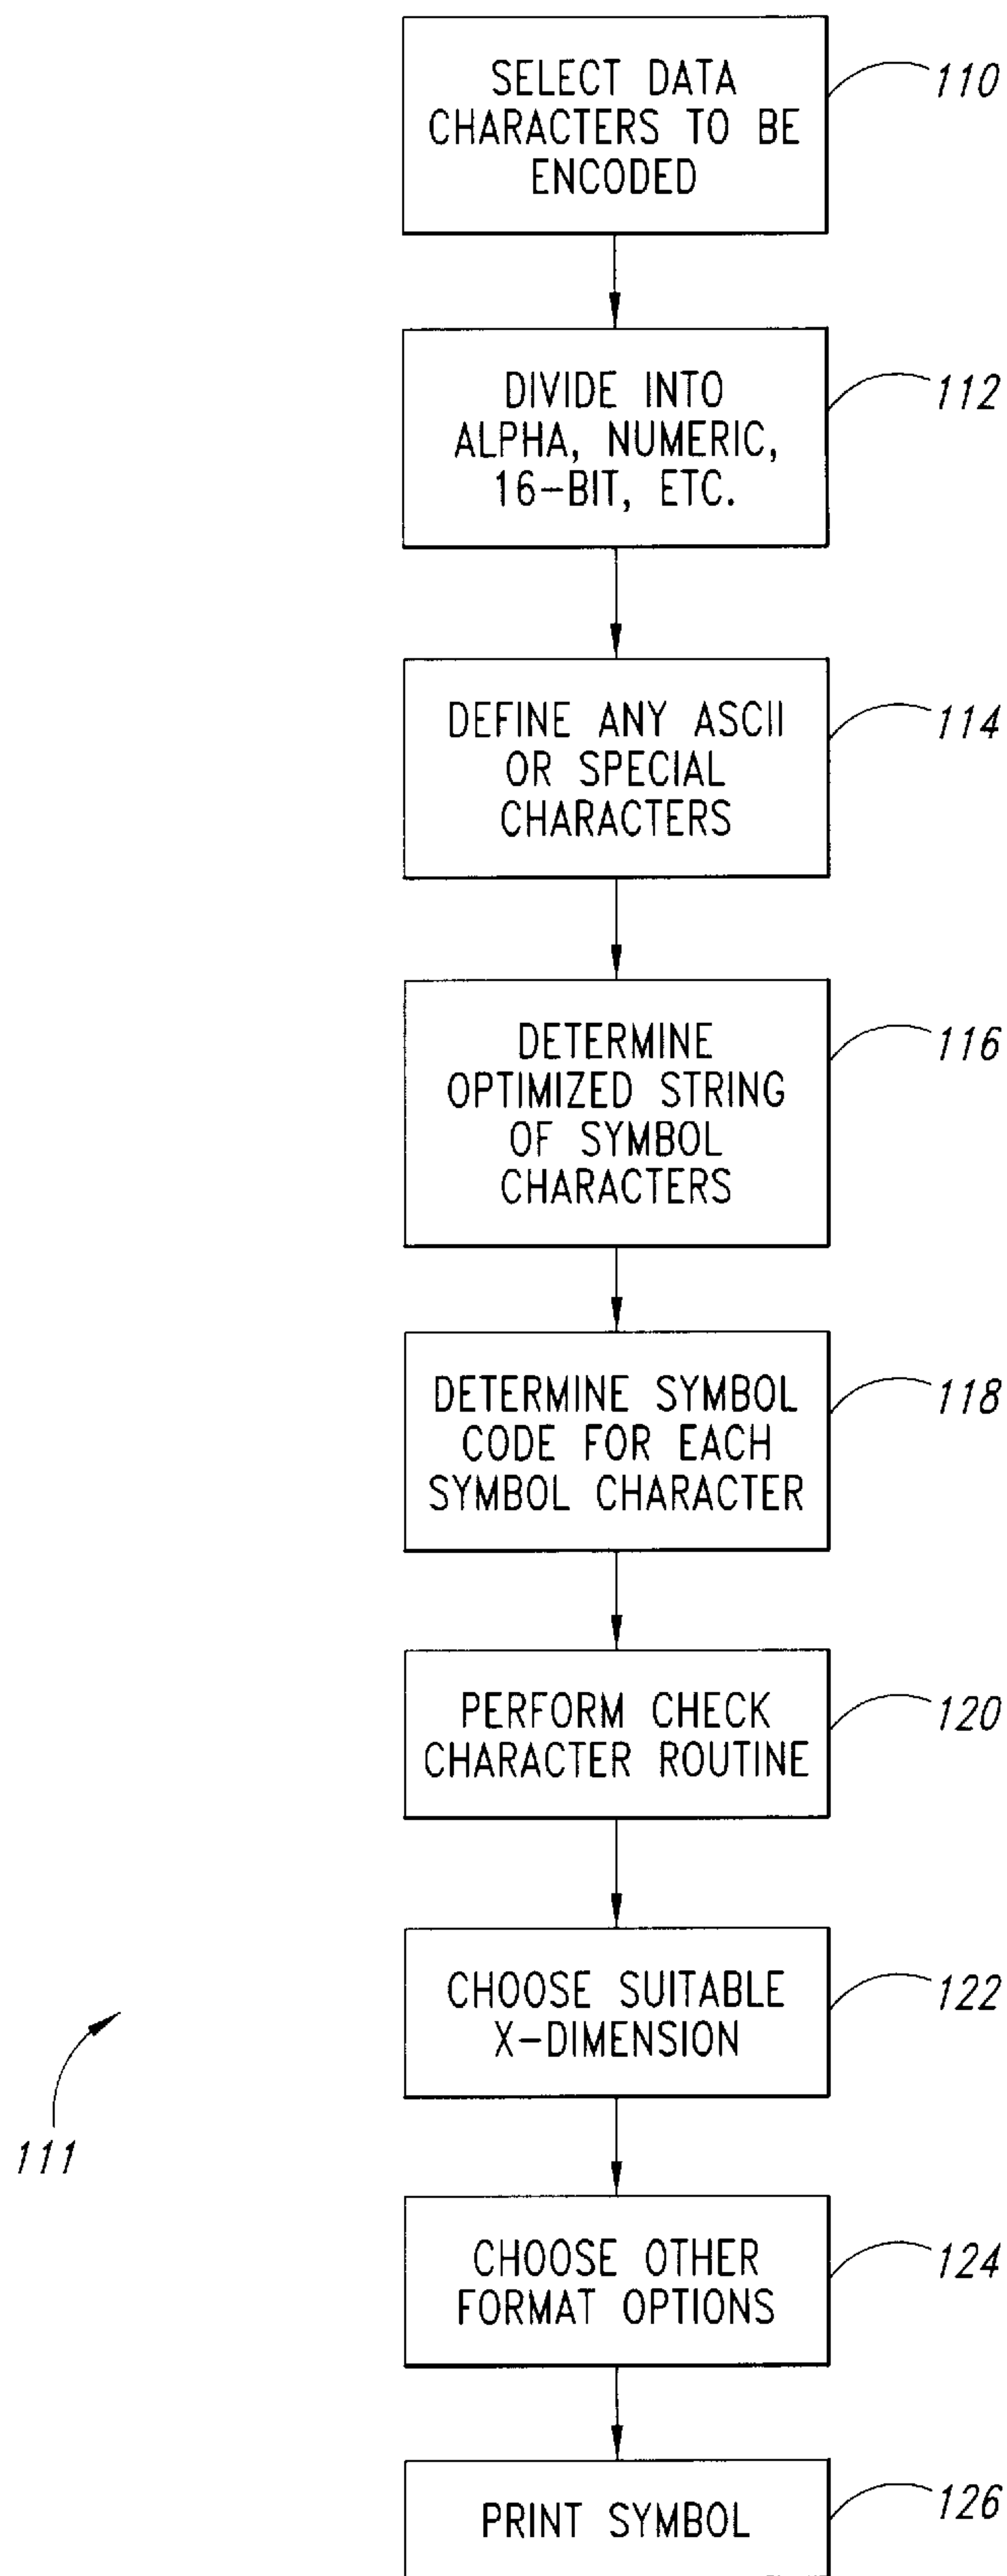 SELECT DATA
CHARACTERS TO BE
ENCODED
110
DIVIDE INTO
ALPHA, NUMERIC,
16-BIT, ETC.
112
DEFINE ANY ASCII
OR SPECIAL
CHARACTERS
114
DETERMINE
OPTIMIZED STRING
OF SYMBOL
CHARACTERS
116
DETERMINE SYMBOL
CODE FOR EACH
SYMBOL CHARACTER
118
PERFORM CHECK
CHARACTER ROUTINE
120
CHOOSE SUITABLE
X-DIMENSION
122
111
CHOOSE OTHER
FORMAT OPTIONS
124
PRINT SYMBOL
126